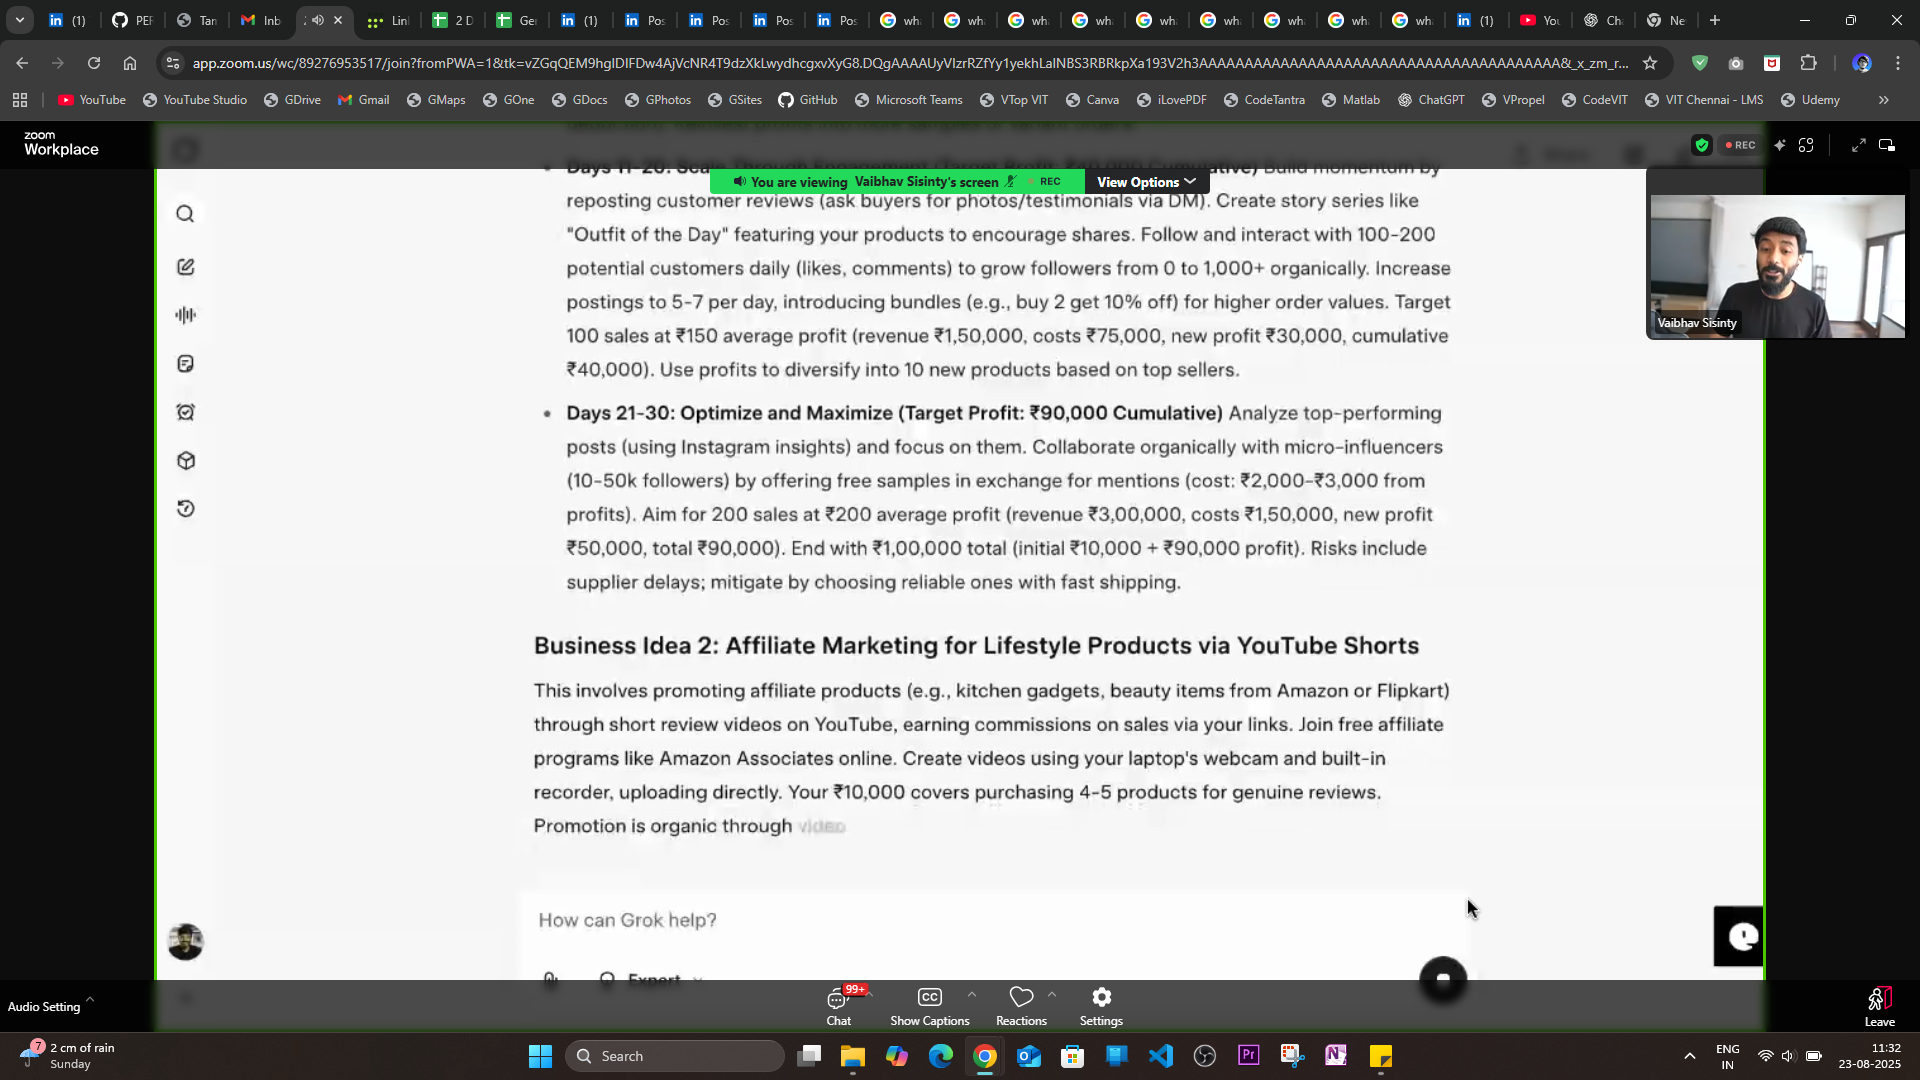 (1)
PEF
Tan
Inb
Lin
2 D
Ger
(1)
Pos
Pos
Pos
Pos
wha
wha
wha
wha
wha
wha
wha
wha
wha
(1)
You
Cha
Ne
app.zoom.us/wc/89276953517/join?fromPWA=1&tk=
YouTube
YouTube Studio
GDrive
Gmail
GMaps
GOne
GDocs
GPhotos
GSites
GitHub
Microsoft Teams
VTop VIT
Canva
iLovePDF
CodeTantra
Matlab
ChatGPT
VPropel
CodeVIT
VIT Chennai - LMS
Udemy
zoom
Workplace
REC
You are viewing Vaibhav Sisinty's screen REC
View Options
Days 11-20: Scale Through Engagement (Target Profit: ₹40,000 Cumulative) Build momentum by
reposting customer reviews (ask buyers for photos/testimonials via DM). Create story series like
"Outfit of the Day" featuring your products to encourage shares. Follow and interact with 100-200
potential customers daily (likes, comments) to grow followers from 0 to 1,000+ organically. Increase
postings to 5-7 per day, introducing bundles (e.g., buy 2 get 10% off) for higher order values. Target
100 sales at ₹150 average profit (revenue ₹1,50,000, costs ₹75,000, new profit ₹30,000, cumulative
₹40,000). Use profits to diversify into 10 new products based on top sellers.
Days 21-30: Optimize and Maximize (Target Profit: ₹90,000 Cumulative) Analyze top-performing
posts (using Instagram insights) and focus on them. Collaborate organically with micro-influencers
(10-50k followers) by offering free samples in exchange for mentions (cost: ₹2,000-₹3,000 from
profits). Aim for 200 sales at ₹200 average profit (revenue ₹3,00,000, costs ₹1,50,000, new profit
₹50,000, total ₹90,000). End with ₹1,00,000 total (initial ₹10,000 + ₹90,000 profit). Risks include
supplier delays; mitigate by choosing reliable ones with fast shipping.
Business Idea 2: Affiliate Marketing for Lifestyle Products via YouTube Shorts
This involves promoting affiliate products (e.g., kitchen gadgets, beauty items from Amazon or Flipkart)
through short review videos on YouTube, earning commissions on sales via your links. Join free affiliate
programs like Amazon Associates online. Create videos using your laptop's webcam and built-in
recorder, uploading directly. Your ₹10,000 covers purchasing 4-5 products for genuine reviews.
Promotion is organic through video
How can Grok help?
Expert
Vaibhav Sisinty
Audio Setting
99+
Chat
CC
Show Captions
Reactions
Settings
Leave
7
2 cm of rain
Sunday
Search
Pr
N
ENG
IN
11:32
23-08-2025